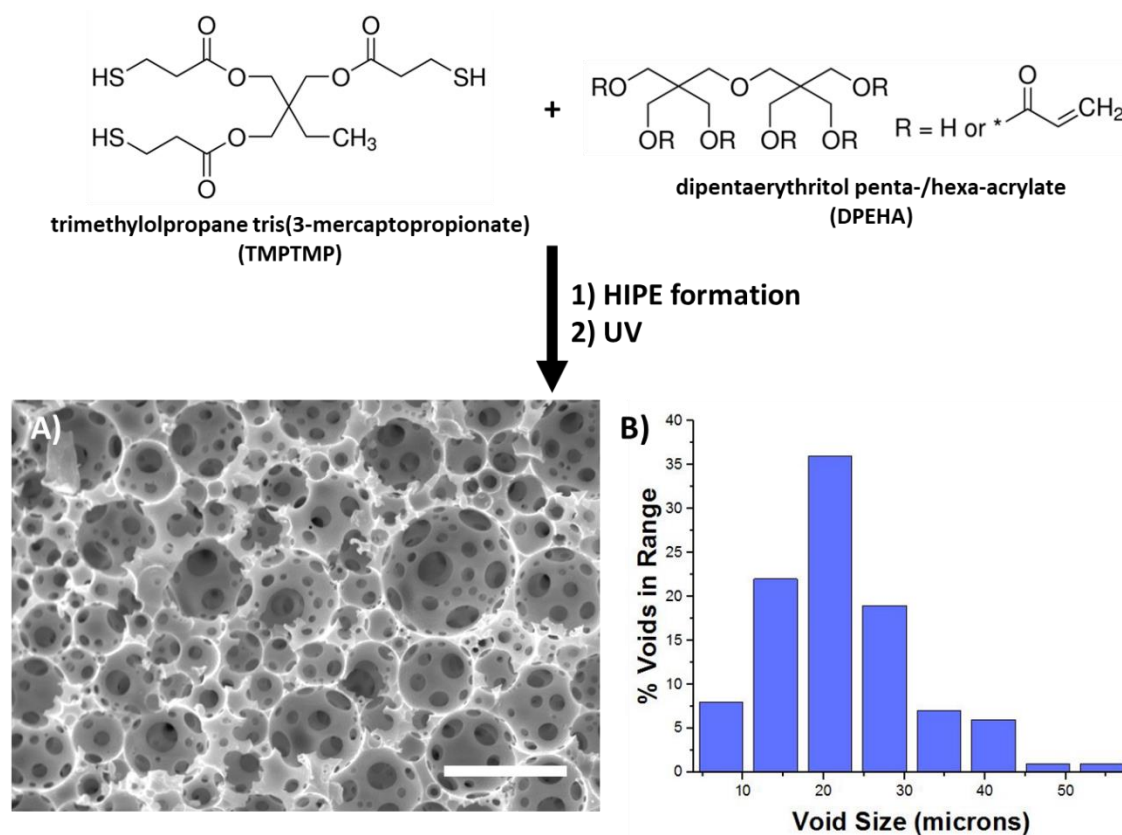 O
O
HS
O
O
SH
HS
O
CH3
O
+
RO
O
OR
OR
OR
OR
OR
R = H or *
O
CH2
trimethylolpropane tris(3-mercaptopropionate)
(TMPTMP)
dipentaerythritol penta-/hexa-acrylate
(DPEHA)
1) HIPE formation
2) UV
A)
B)
% Voids in Range
40
35
30
25
20
15
10
5
0
10
20
30
40
50
Void Size (microns)